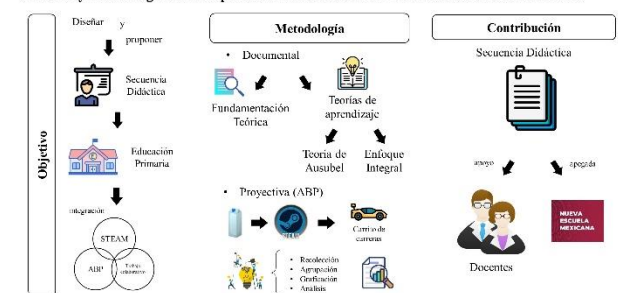 Objetivo
Diseñar y
proponer
Secuencia
Didáctica
Educación
Primaria
integración
STEAM
ABP
Metodología
• Documental
Fundamentación
Teórica
Teorías de
aprendizaje
Teoria de
Ausubel
Enfoque
Integral
• Proyectiva (ABP)
Carrito de
carreras
• Recolección
• Agrupación
• Graficación
• Analisis
Contribución
Secuencia Didáctica
apoyo
apegada
Docentes
NUEVA
ESCUELA
MEXICANA